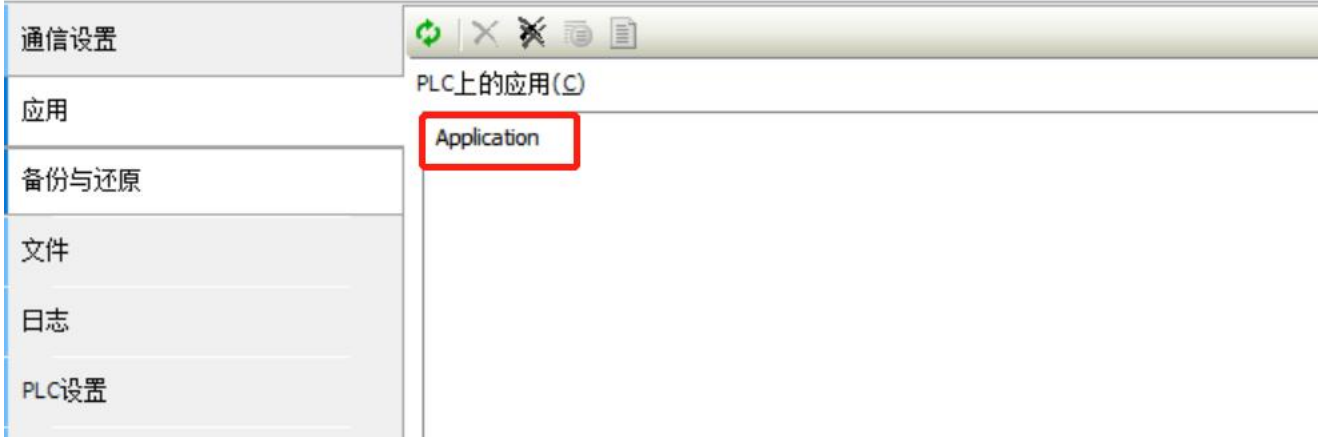 通信设置
应用
备份与还原
文件
日志
PLC设置
PLC上的应用(C)
Application